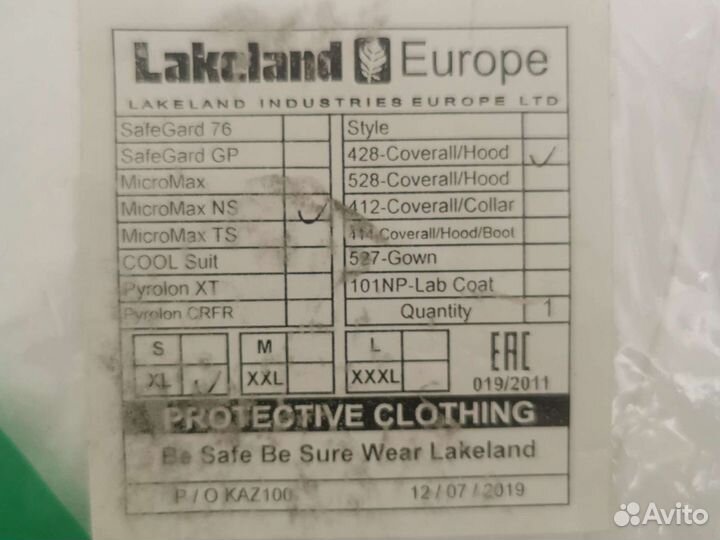 Lakeland Europe
LAKELAND INDUSTRIES EUROPE LTD
SafeGard 76
SafeGard GP
MicroMax
MicroMax NS
MicroMax TS
COOL Suit
Pyrolon XT
Pyrolon CRFR
Style
428-Coverall/Hood
528-Coverall/Hood
412-Coverall/Collar
414-Coverall/Hood/Boot
527-Gown
101NP-Lab Coat
Quantity 1
S M L
XL XXL XXXL
EAC
019/2011
PROTECTIVE CLOTHING
Be Safe Be Sure Wear Lakeland
P / O KAZ100 12 / 07 / 2019
Avito